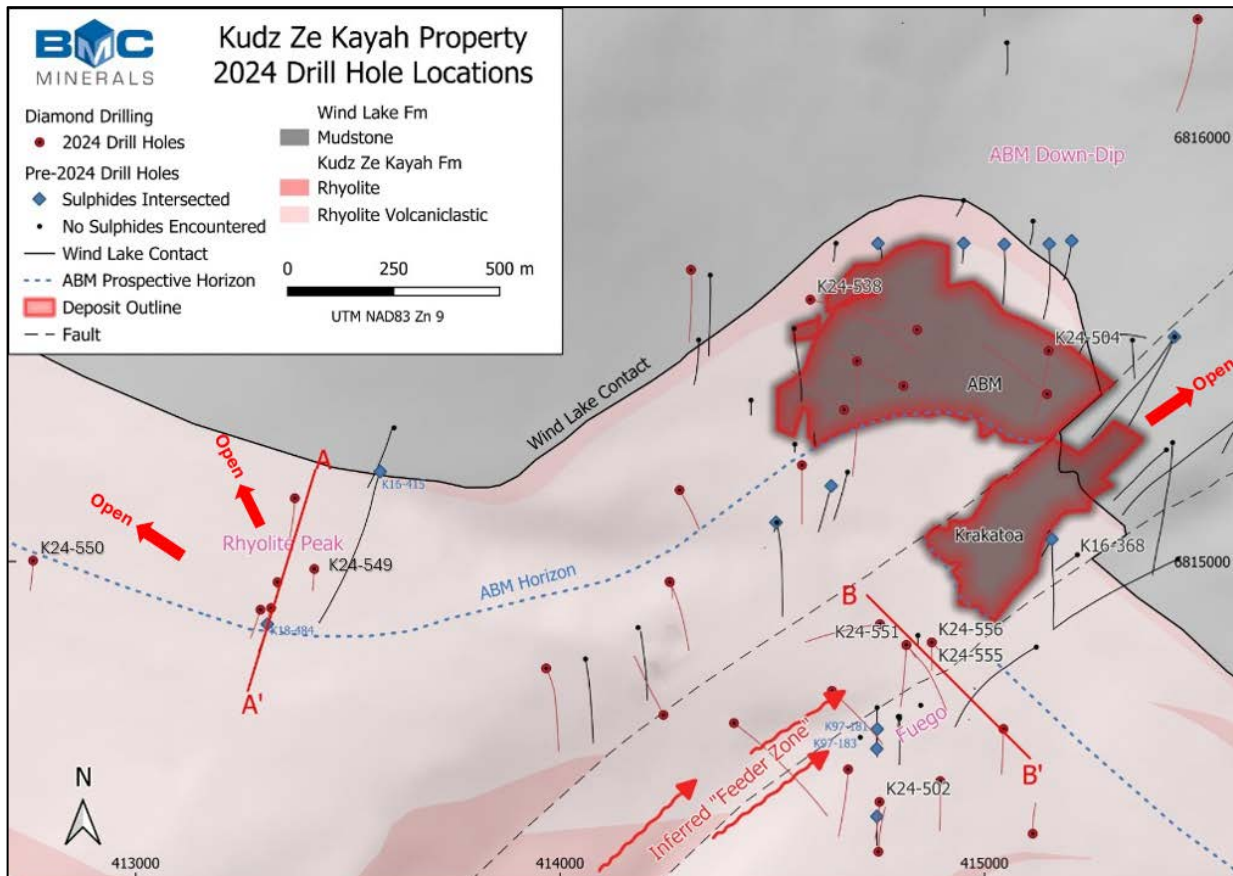 BMC
MINERALS
Kudz Ze Kayah Property
2024 Drill Hole Locations
Diamond Drilling
2024 Drill Holes
Pre-2024 Drill Holes
Sulphides Intersected
No Sulphides Encountered
Wind Lake Contact
ABM Prospective Horizon
Deposit Outline
Fault
Wind Lake Fm
Mudstone
Kudz Ze Kayah Fm
Rhyolite
Rhyolite Volcaniclastic
0 250 500 m
UTM NAD83 Zn 9
6816000
ABM Down-Dip
K24-538
K24-504
ABM
Open
Wind Lake Contact
A
Open
K16-415
Open
Rhyolite Peak
K24-550
K24-549
Krakatoa
K16-368
6815000
ABM Horizon
B
K18-484
K24-551
K24-556
K24-555
A'
Fuego
K97-181
K97-183
B'
Inferred "Feeder Zone"
K24-502
N
413000
414000
415000